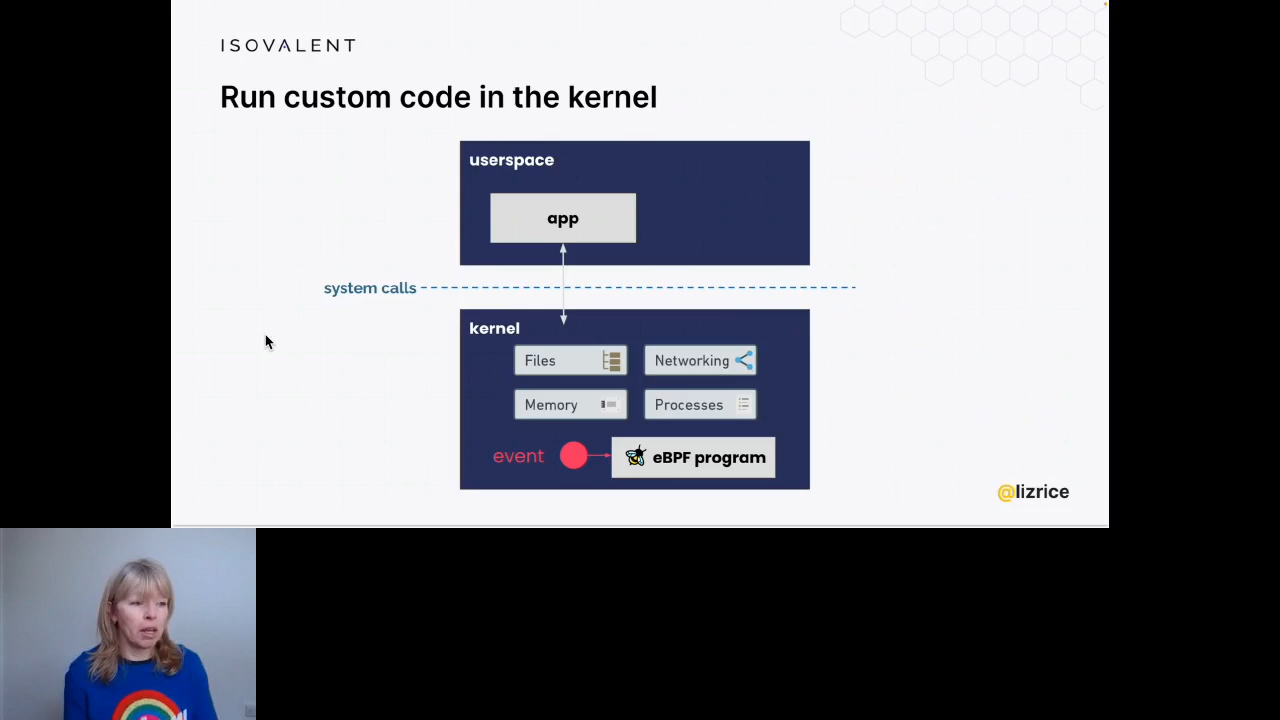 ISOVALENT
Run custom code in the kernel
userspace
app
system calls
kernel
Files
Networking
Memory
Processes
event
eBPF program
@lizrice